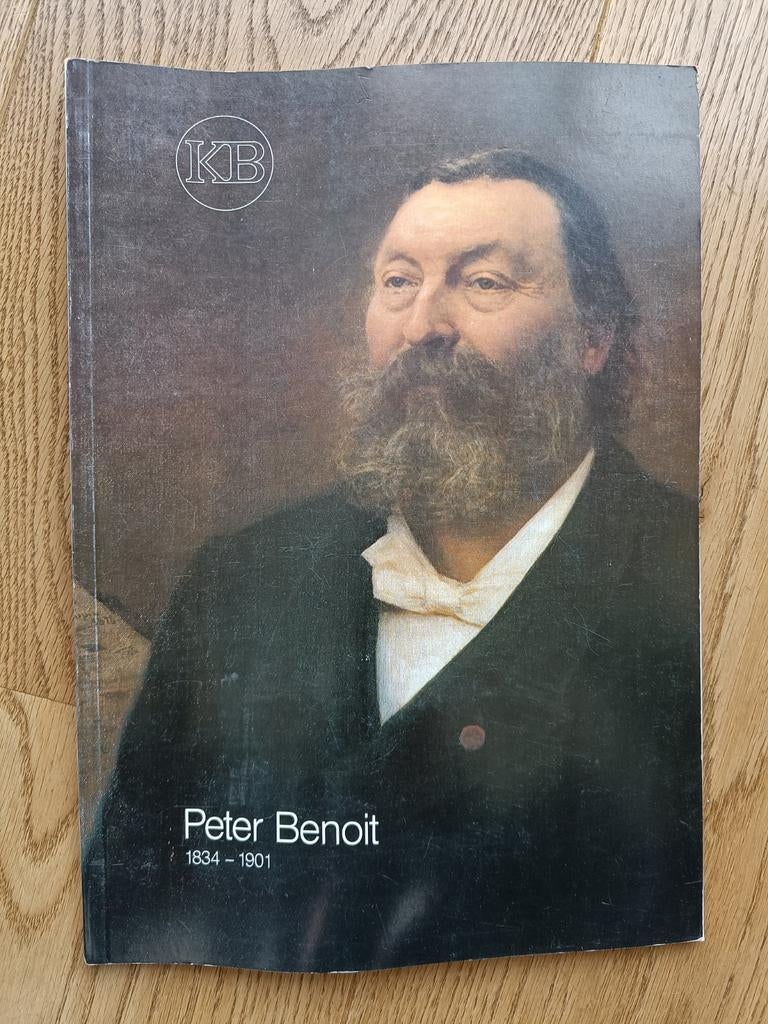 KB
Peter Benoit
1834 – 1901